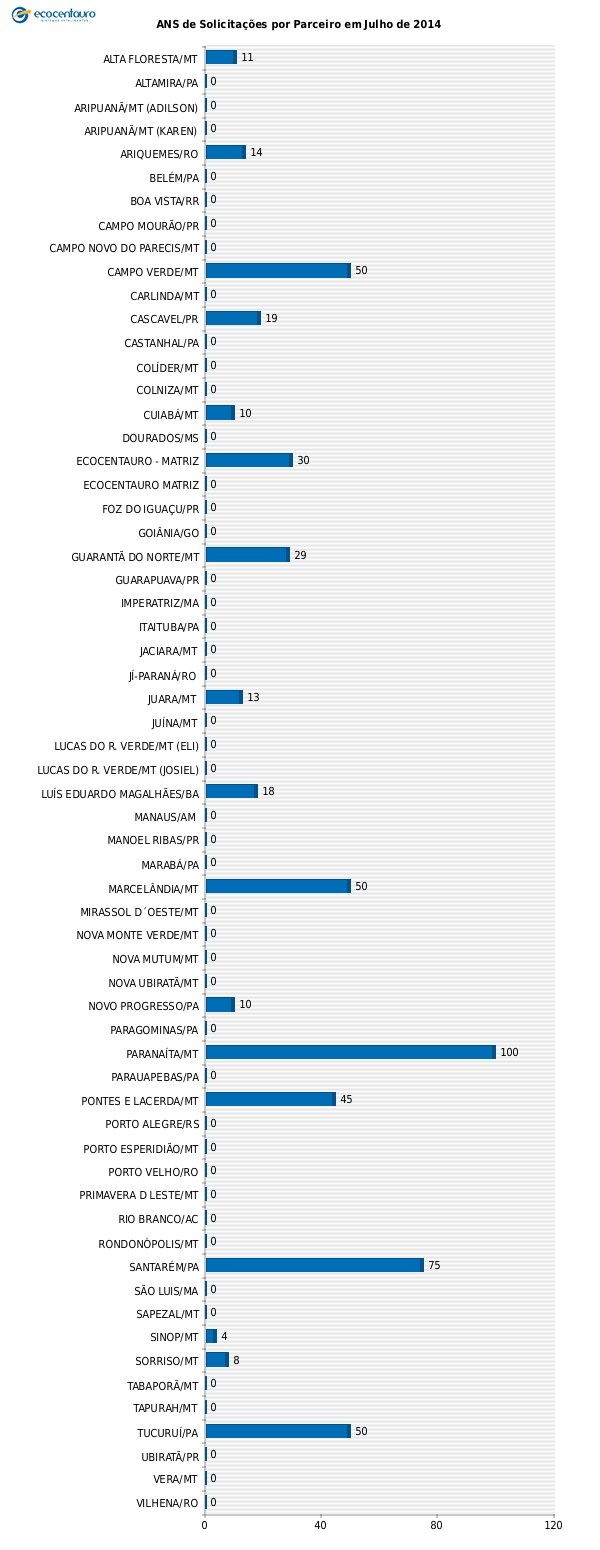 ecocentauro
ANS de Solicitações por Parceiro em Julho de 2014
ALTA FLORESTA/MT 11
ALTAMIRA/PA 0
ARIPUANÃ/MT (ADILSON) 0
ARIPUANÃ/MT (KAREN) 0
ARIQUEMES/RO 14
BELÉM/PA 0
BOA VISTA/RR 0
CAMPO MOURÃO/PR 0
CAMPO NOVO DO PARECIS/MT 0
CAMPO VERDE/MT 50
CARLINDA/MT 0
CASCAVEL/PR 19
CASTANHAL/PA 0
COLÍDER/MT 0
COLNIZA/MT 0
CUIABÁ/MT 10
DOURADOS/MS 0
ECOCENTAURO - MATRIZ 30
ECOCENTAURO MATRIZ 0
FOZ DO IGUAÇU/PR 0
GOIÂNIA/GO 0
GUARANTÃ DO NORTE/MT 29
GUARAPUAVA/PR 0
IMPERATRIZ/MA 0
ITAITUBA/PA 0
JACIARA/MT 0
JÍ-PARANÁ/RO 0
JUARA/MT 13
JUÍNA/MT 0
LUCAS DO R. VERDE/MT (ELI) 0
LUCAS DO R. VERDE/MT (JOSIEL) 0
LUÍS EDUARDO MAGALHÃES/BA 18
MANAUS/AM 0
MANOEL RIBAS/PR 0
MARABÁ/PA 0
MARCELÂNDIA/MT 50
MIRASSOL D´OESTE/MT 0
NOVA MONTE VERDE/MT 0
NOVA MUTUM/MT 0
NOVA UBIRATÃ/MT 0
NOVO PROGRESSO/PA 10
PARAGOMINAS/PA 0
PARANAÍTA/MT 100
PARAUAPEBAS/PA 0
PONTES E LACERDA/MT 45
PORTO ALEGRE/RS 0
PORTO ESPERIDIÃO/MT 0
PORTO VELHO/RO 0
PRIMAVERA D LESTE/MT 0
RIO BRANCO/AC 0
RONDONÓPOLIS/MT 0
SANTARÉM/PA 75
SÃO LUIS/MA 0
SAPEZAL/MT 0
SINOP/MT 4
SORRISO/MT 8
TABAPORÃ/MT 0
TAPURAH/MT 0
TUCURUÍ/PA 50
UBIRATÃ/PR 0
VERA/MT 0
VILHENA/RO 0
0 40 80 120